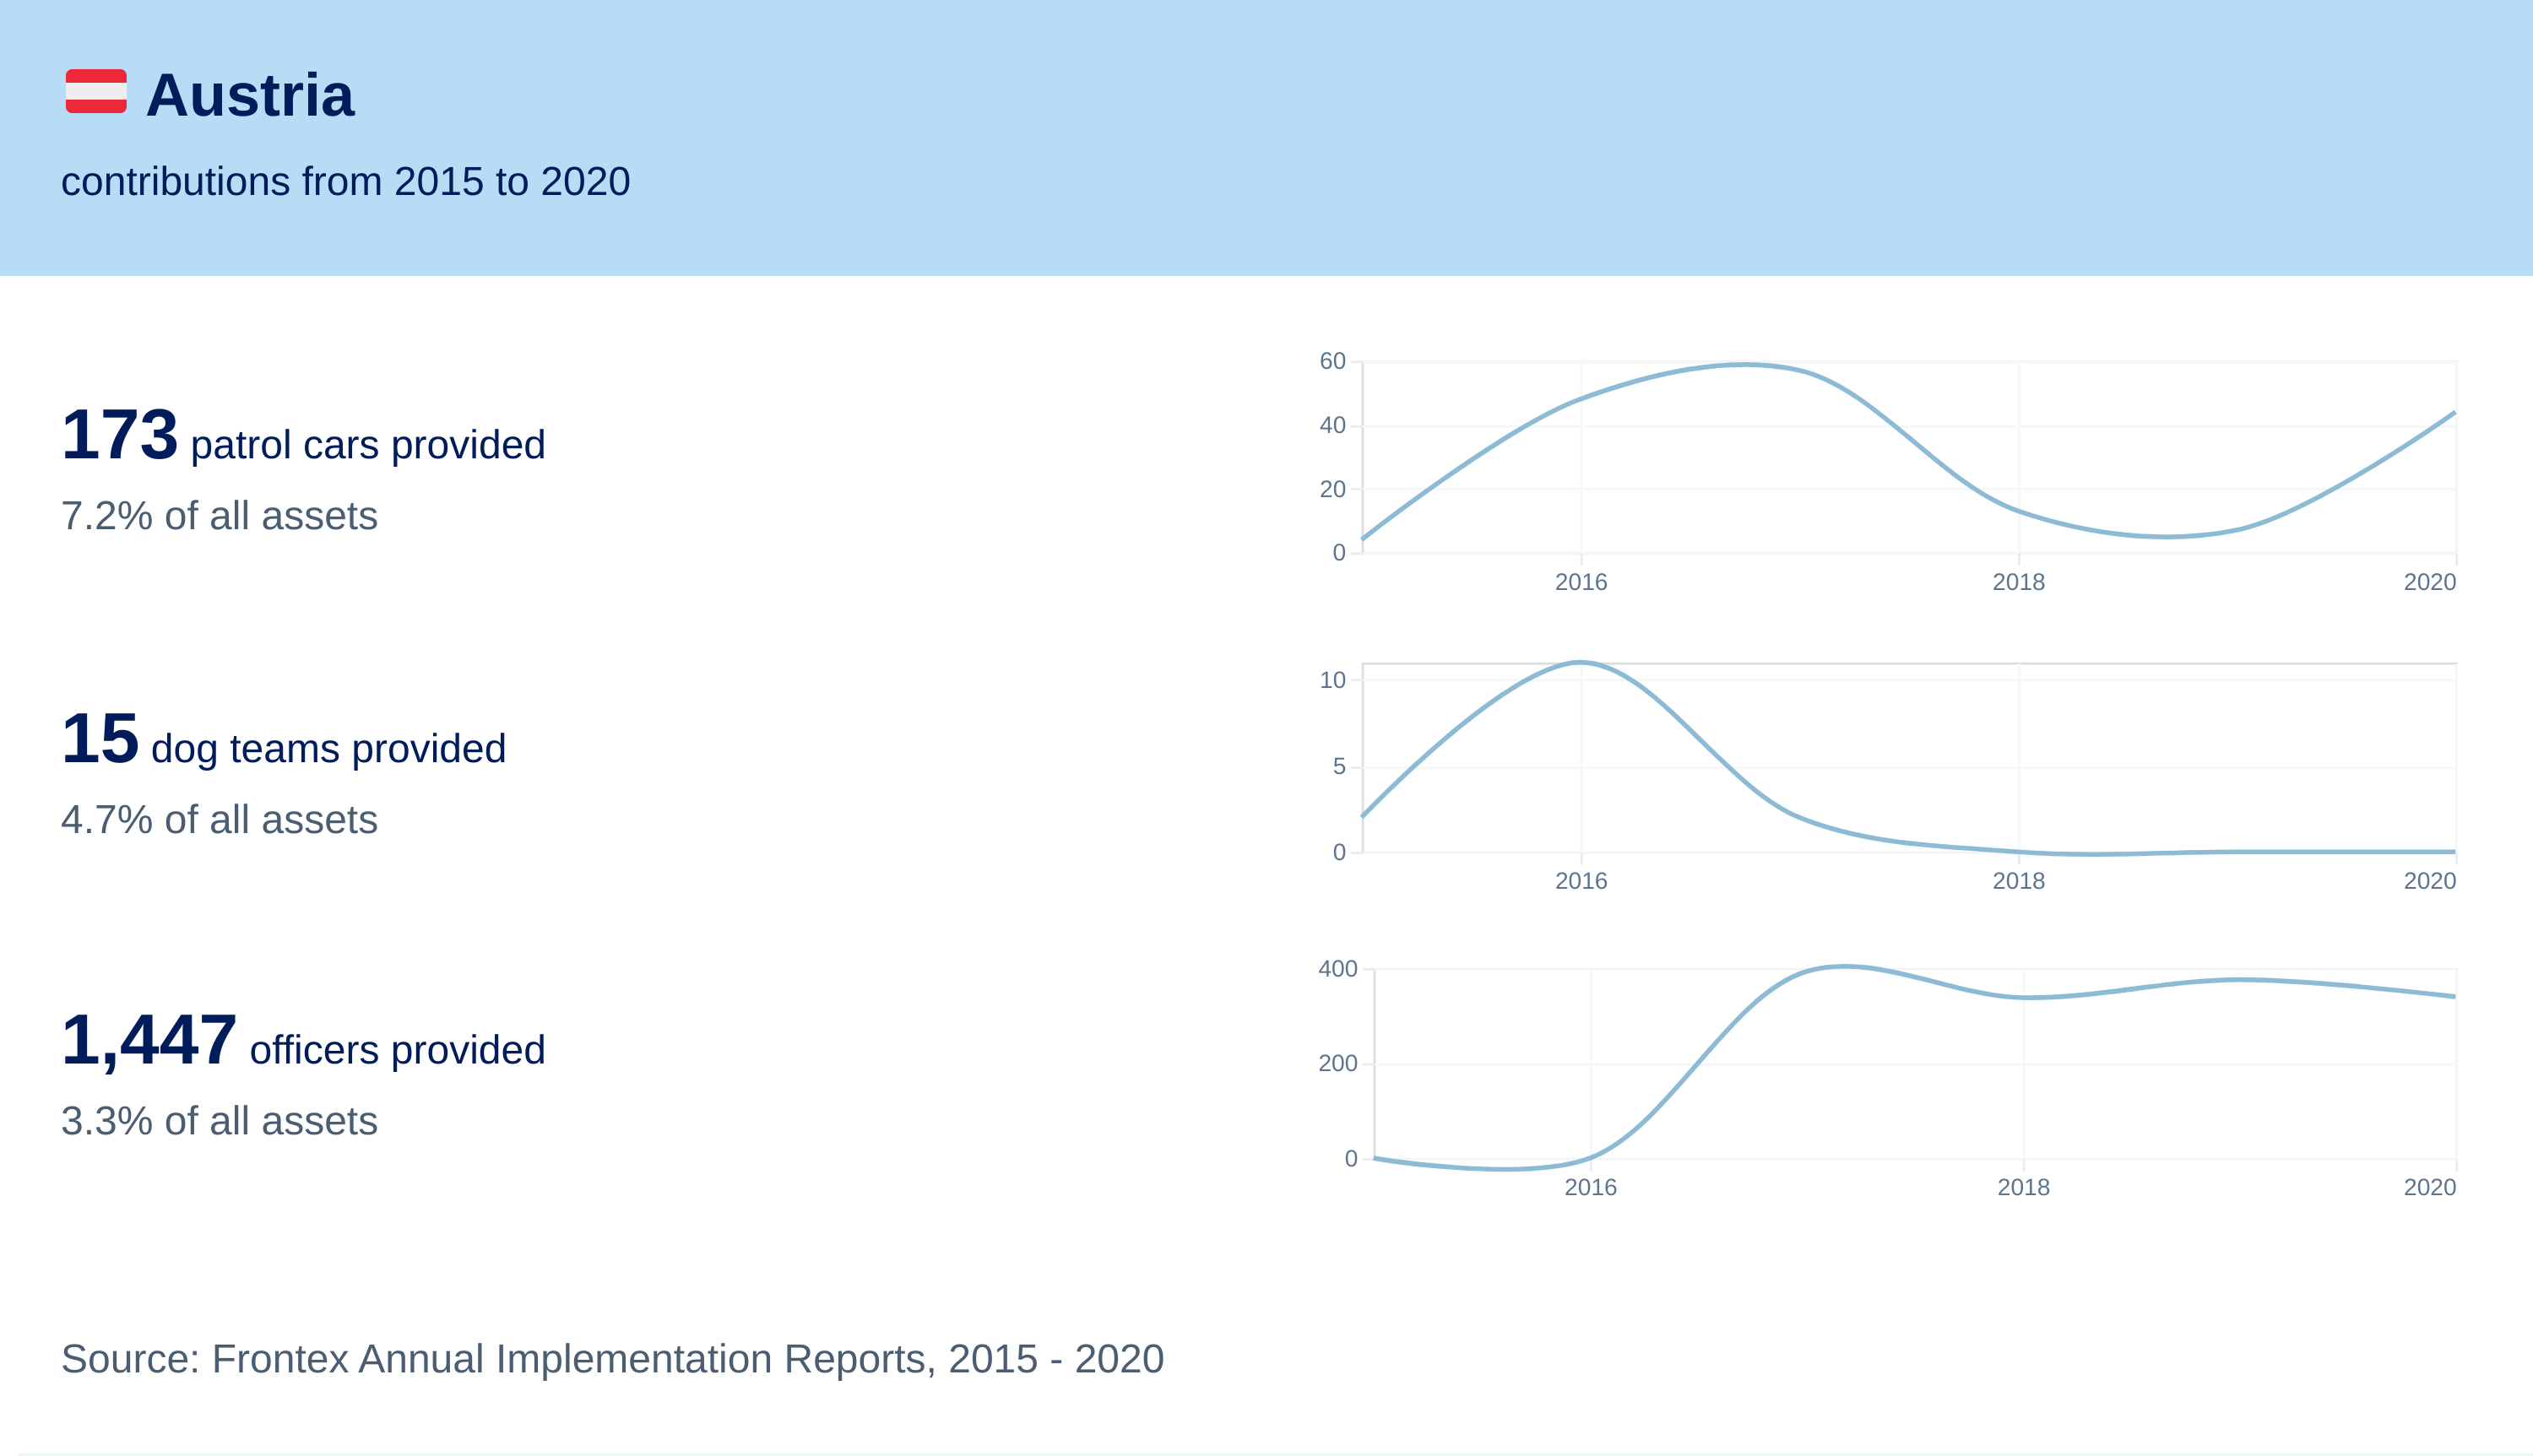 Austria
contributions from 2015 to 2020
173 patrol cars provided
7.2% of all assets
60
40
20
0
2016 2018 2020
15 dog teams provided
4.7% of all assets
10
5
0
2016 2018 2020
1,447 officers provided
3.3% of all assets
400
200
0
2016 2018 2020
Source: Frontex Annual Implementation Reports, 2015 - 2020